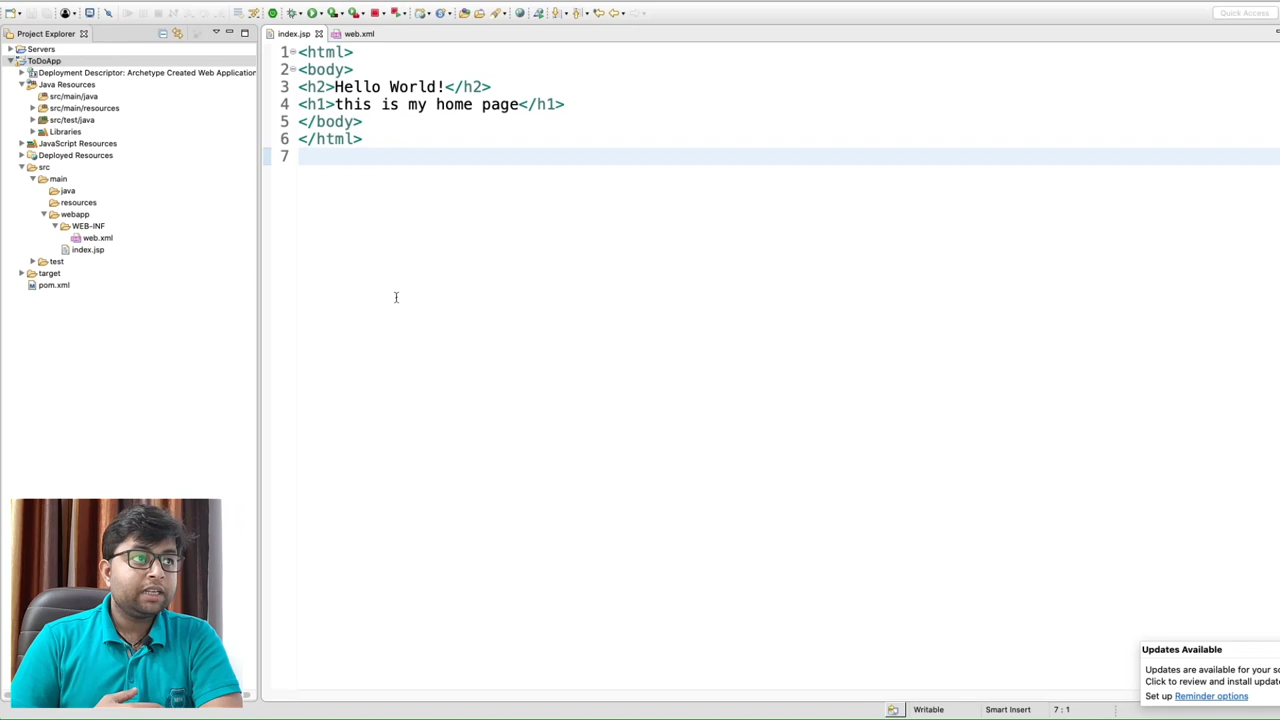 Quick Access
Project Explorer
index.jsp
web.xml
Servers
ToDoApp
Deployment Descriptor: Archetype Created Web Application
Java Resources
src/main/java
src/main/resources
src/test/java
Libraries
JavaScript Resources
Deployed Resources
src
main
java
resources
webapp
WEB-INF
web.xml
index.jsp
test
target
pom.xml
1 <html>
2 <body>
3 <h2>Hello World!</h2>
4 <h1>this is my home page</h1>
5 </body>
6 </html>
7
Updates Available
Updates are available for your so
Click to review and install update
Set up Reminder options
Writable
Smart Insert
7 : 1